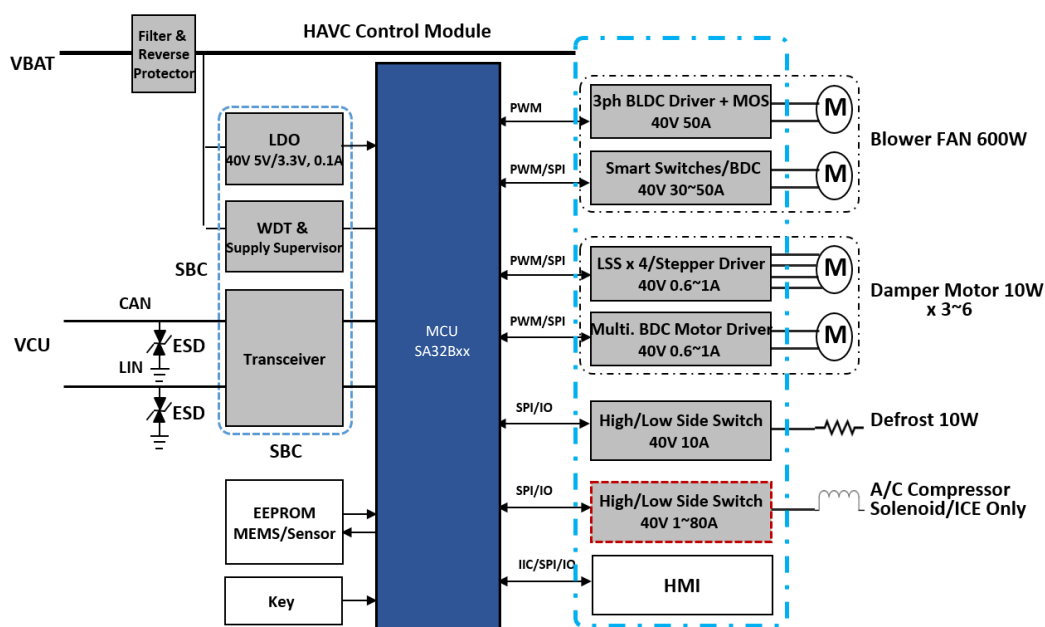 HAVC Control Module
Filter &
Reverse
Protector
VBAT
LDO
40V 5V/3.3V, 0.1A
WDT &
Supply Supervisor
SBC
CAN
VCU
ESD
LIN
ESD
Transceiver
SBC
EEPROM
MEMS/Sensor
Key
MCU
SA32Bxx
PWM
3ph BLDC Driver + MOS
40V 50A
M
Blower FAN 600W
PWM/SPI
Smart Switches/BDC
40V 30~50A
M
PWM/SPI
LSS x 4/Stepper Driver
40V 0.6~1A
M
Damper Motor 10W
x 3~6
PWM/SPI
Multi. BDC Motor Driver
40V 0.6~1A
M
SPI/IO
High/Low Side Switch
40V 10A
Defrost 10W
SPI/IO
High/Low Side Switch
40V 1~80A
A/C Compressor
Solenoid/ICE Only
IIC/SPI/IO
HMI